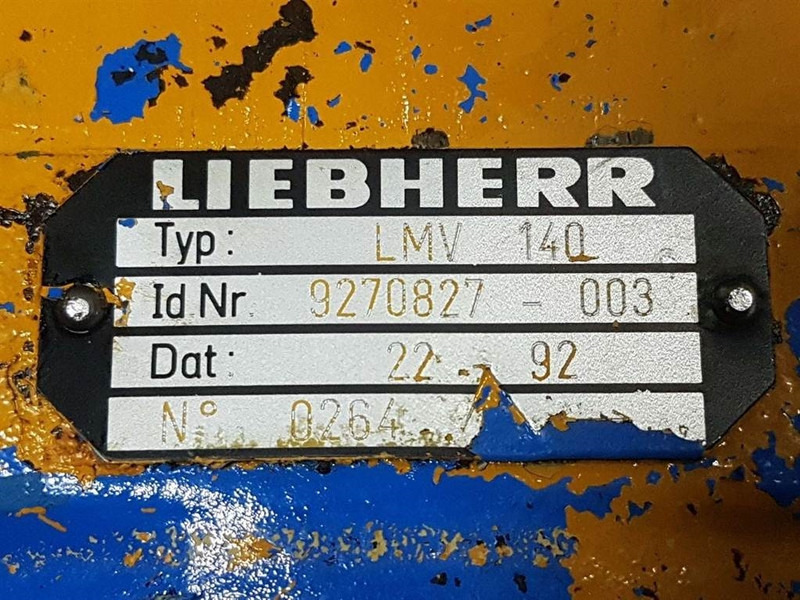 LIEBHERR
Typ: LMV 140
Id Nr. 9270827 - 003
Dat: 22. 92
N° 0264